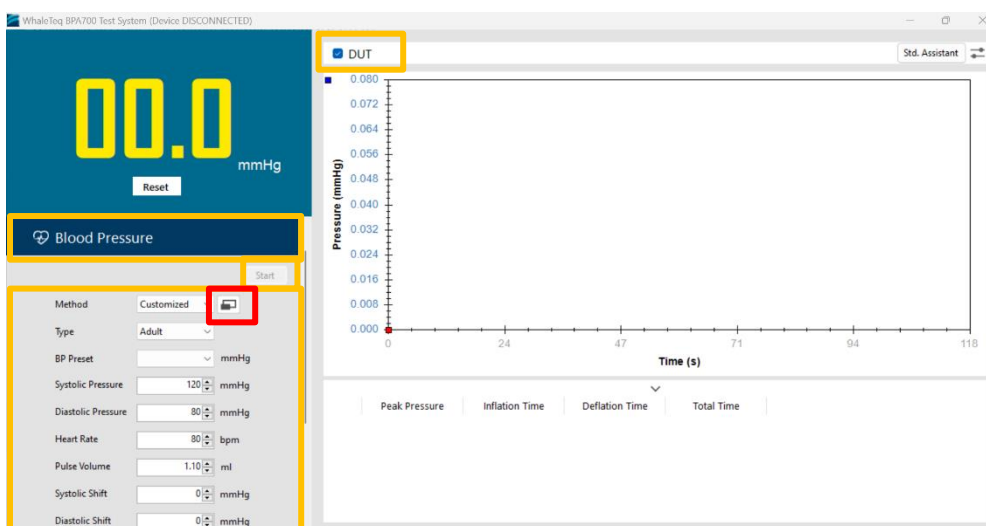 WhaleTeq BPA700 Test System (Device DISCONNECTED)
00.0 mmHg
Reset
Blood Pressure
Start
Method Customized
Type Adult
BP Preset mmHg
Systolic Pressure 120 mmHg
Diastolic Pressure 80 mmHg
Heart Rate 80 bpm
Pulse Volume 1.10 ml
Systolic Shift 0 mmHg
Diastolic Shift 0 mmHg
DUT
Std. Assistant
Pressure (mmHg)
0.080
0.072
0.064
0.056
0.048
0.040
0.032
0.024
0.016
0.008
0.000
0 24 47 71 94 118
Time (s)
Peak Pressure Inflation Time Deflation Time Total Time